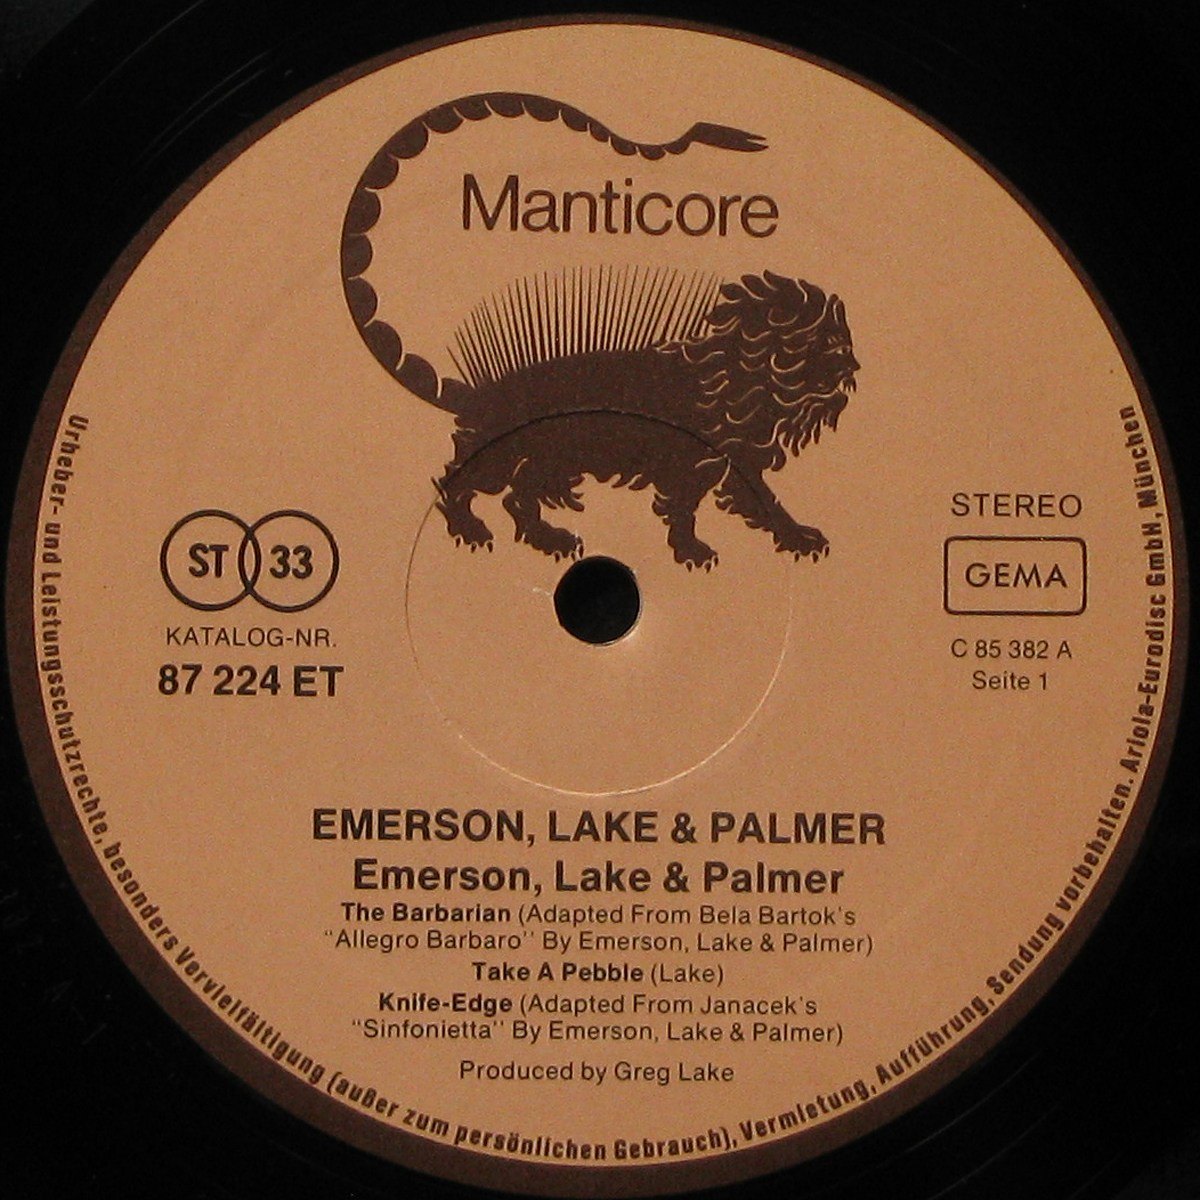 Manticore
ST 33
KATALOG-NR.
87 224 ET
STEREO
GEMA
C 85 382 A
Seite 1
EMERSON, LAKE & PALMER
Emerson, Lake & Palmer
The Barbarian (Adapted From Bela Bartok's
"Allegro Barbaro" By Emerson, Lake & Palmer)
Take A Pebble (Lake)
Knife-Edge (Adapted From Janacek's
"Sinfonietta" By Emerson, Lake & Palmer)
Produced by Greg Lake
Urheber- und Leistungsschutzrechte, besonders Vervielfältigung (außer zum persönlichen Gebrauch), Vermietung, Aufführung, Sendung vorbehalten. Ariola-Eurodisc GmbH, München